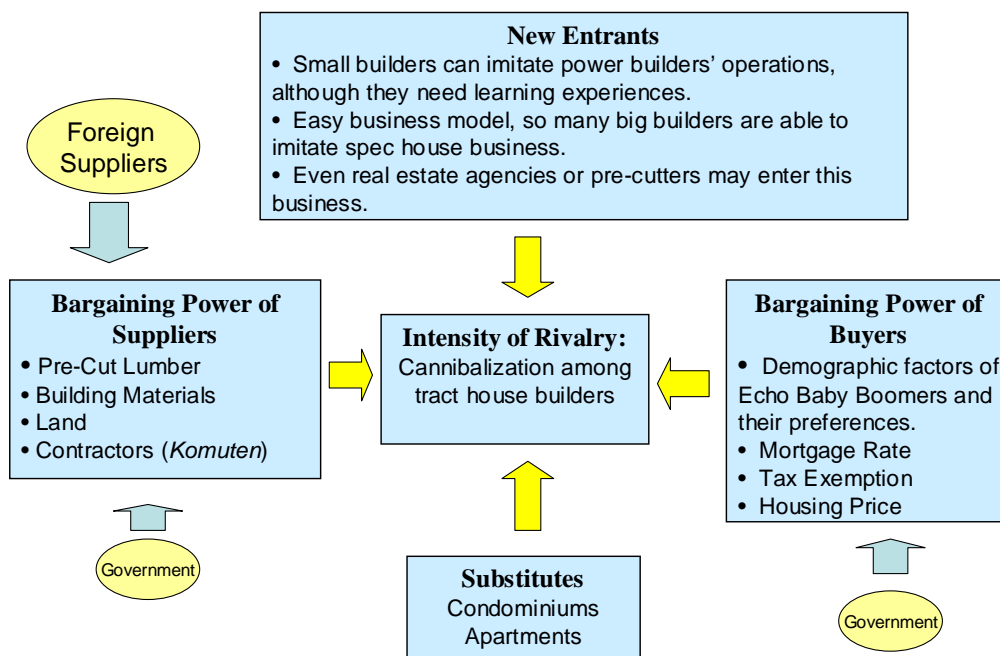 New Entrants
• Small builders can imitate power builders’ operations,
although they need learning experiences.
• Easy business model, so many big builders are able to
imitate spec house business.
• Even real estate agencies or pre-cutters may enter this
business.
Foreign
Suppliers
Bargaining Power of
Suppliers
• Pre-Cut Lumber
• Building Materials
• Land
• Contractors (Komuten)
Intensity of Rivalry:
Cannibalization among
tract house builders
Bargaining Power of
Buyers
• Demographic factors of
Echo Baby Boomers and
their preferences.
• Mortgage Rate
• Tax Exemption
• Housing Price
Government
Substitutes
Condominiums
Apartments
Government